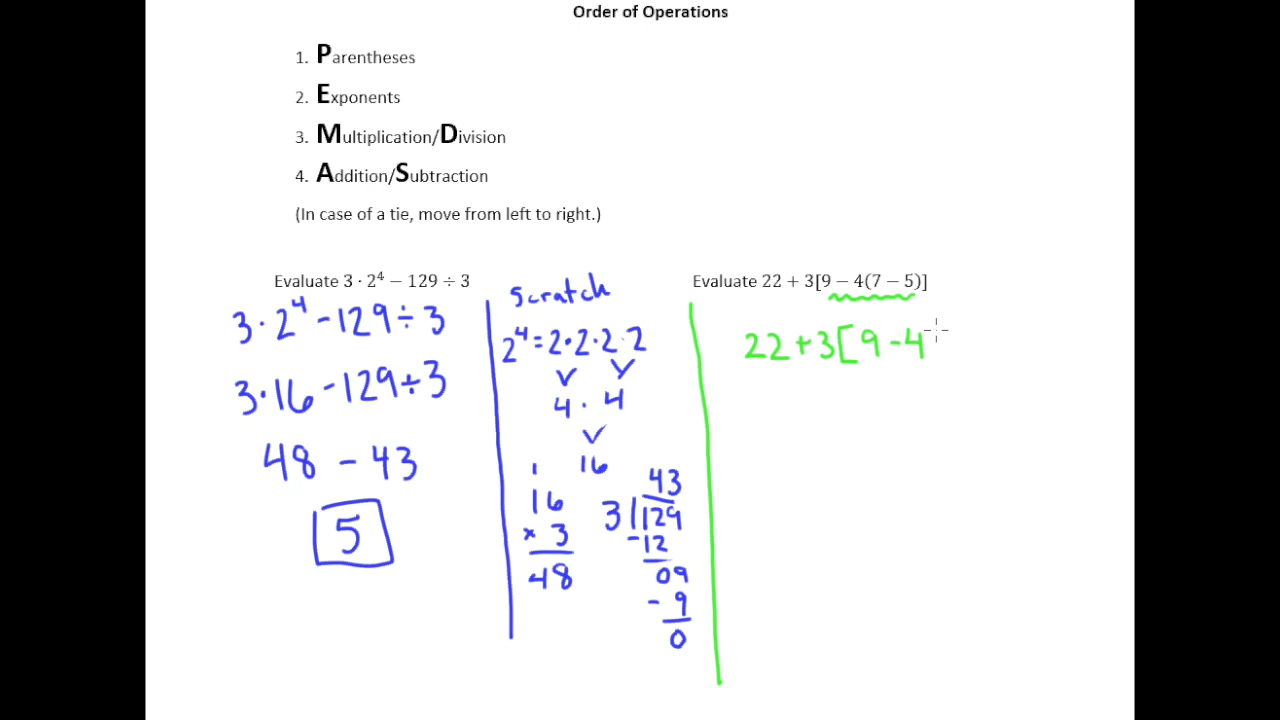 Order of Operations
1. Parentheses
2. Exponents
3. Multiplication/Division
4. Addition/Subtraction
(In case of a tie, move from left to right.)
Evaluate 3 · 2⁴ − 129 ÷ 3
3 · 2⁴ − 129 ÷ 3
3 · 16 − 129 ÷ 3
48 − 43
5
Scratch
2⁴ = 2 · 2 · 2 · 2
4 · 4
16
1
16
× 3
48
43
3 129
−12
09
− 9
0
Evaluate 22 + 3[9 − 4(7 − 5)]
22 + 3[9 − 4